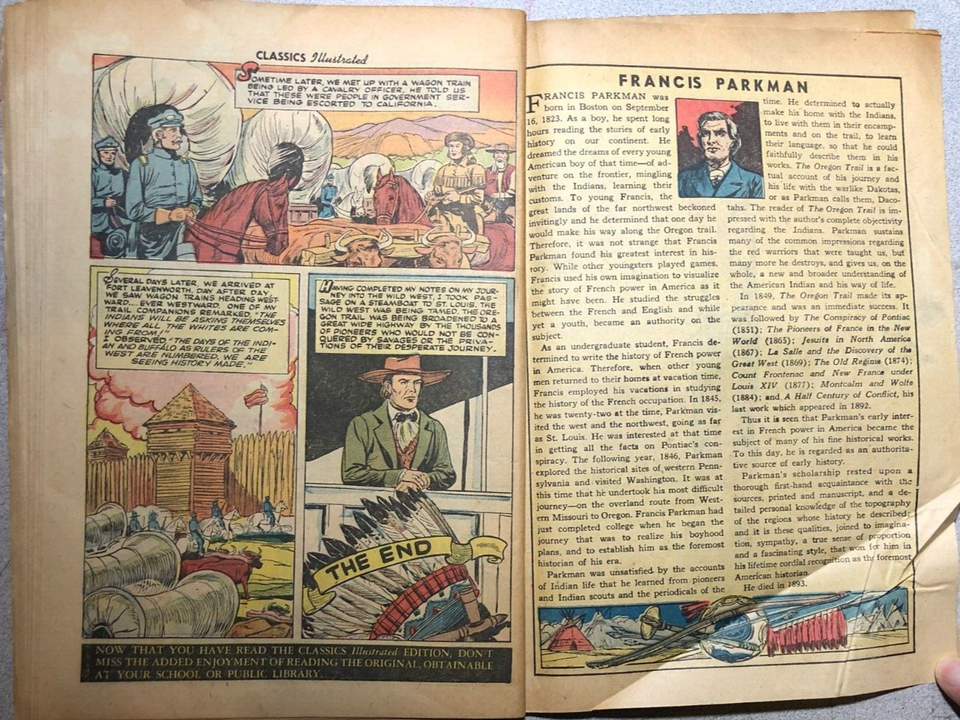 CLASSICS Illustrated
SOMETIME LATER, WE MET UP WITH A WAGON TRAIN
BEING LED BY A CAVALRY OFFICER. HE TOLD US
THAT THESE WERE PEOPLE IN GOVERNMENT SER-
VICE BEING ESCORTED TO CALIFORNIA.
SEVERAL DAYS LATER, WE ARRIVED AT
FORT LEAVENWORTH. DAY AFTER DAY,
WE SAW WAGON TRAINS HEADING WEST-
WARD... EVER WESTWARD. ONE OF MY
TRAIL COMPANIONS REMARKED, "THE
INDIANS WILL BE ASKING THEMSELVES
WHERE ALL THE WHITES ARE COM-
ING FROM."
I OBSERVED, "THE DAYS OF THE INDI-
AN AND BUFFALO AS RULERS OF THE
WEST ARE NUMBERED. WE ARE
SEEING HISTORY MADE."
HAVING COMPLETED MY NOTES ON MY JOUR-
NEY INTO THE WILD WEST, I TOOK PAS-
SAGE ON A STEAMBOAT TO ST. LOUIS. THE
WILD WEST WAS BEING TAMED, THE ORE-
GON TRAIL WAS BEING BROADENED TO A
GREAT WIDE HIGHWAY BY THE THOUSANDS
OF PIONEERS WHO WOULD NOT BE CON-
QUERED BY SAVAGES OR THE PRIVA-
TIONS OF THEIR DESPERATE JOURNEY.
THE END
NOW THAT YOU HAVE READ THE CLASSICS Illustrated EDITION, DON'T
MISS THE ADDED ENJOYMENT OF READING THE ORIGINAL, OBTAINABLE
AT YOUR SCHOOL OR PUBLIC LIBRARY.
FRANCIS PARKMAN
FRANCIS PARKMAN was
born in Boston on September
16, 1823. As a boy, he spent long
hours reading the stories of early
history on our continent. He
dreamed the dreams of every young
American boy of that time—of ad-
venture on the frontier, mingling
with the Indians, learning their
customs. To young Francis, the
great lands of the far northwest beckoned
invitingly and he determined that one day he
would make his way along the Oregon trail.
Therefore, it was not strange that Francis
Parkman found his greatest interest in his-
tory. While other youngsters played games,
Francis used his own imagination to visualize
the story of French power in America as it
might have been. He studied the struggles
between the French and English and while
yet a youth, became an authority on the
subject.
As an undergraduate student, Francis de-
termined to write the history of French power
in America. Therefore, when other young
men returned to their homes at vacation time,
Francis employed his vacations in studying
the history of the French occupation. In 1845,
he was twenty-two at the time, Parkman vis-
ited the west and the northwest, going as far
as St. Louis. He was interested at that time
in getting all the facts on Pontiac's con-
spiracy. The following year, 1846, Parkman
explored the historical sites of western Penn-
sylvania and visited Washington. It was at
this time that he undertook his most difficult
journey—on the overland route from West-
ern Missouri to Oregon. Francis Parkman had
just completed college when he began the
journey that was to realize his boyhood
plans, and to establish him as the foremost
historian of his era.
Parkman was unsatisfied by the accounts
of Indian life that he learned from pioneers
and Indian scouts and the periodicals of the
time. He determined to actually
make his home with the Indians,
to live with them in their encamp-
ments and on the trail, to learn
their language, so that he could
faithfully describe them in his
works. The Oregon Trail is a fac-
tual account of his journey and
his life with the warlike Dakotas,
or as Parkman calls them, Daco-
tahs. The reader of The Oregon Trail is im-
pressed with the author's complete objectivity
regarding the Indians. Parkman sustains
many of the common impressions regarding
the red warriors that were taught us, but
many more he destroys, and gives us, on the
whole, a new and broader understanding of
the American Indian and his way of life.
In 1849, The Oregon Trail made its ap-
pearance and was an immediate success. It
was followed by The Conspiracy of Pontiac
(1851); The Pioneers of France in the New
World (1865); Jesuits in North America
(1867); La Salle and the Discovery of the
Great West (1869); The Old Regime (1874);
Count Frontenac and New France under
Louis XIV (1877); Montcalm and Wolfe
(1884); and A Half Century of Conflict, his
last work which appeared in 1892.
Thus it is seen that Parkman's early inter-
est in French power in America became the
subject of many of his fine historical works.
To this day, he is regarded as an authorita-
tive source of early history.
Parkman's scholarship rested upon a
thorough first-hand acquaintance with the
sources, printed and manuscript, and a de-
tailed personal knowledge of the topography
of the regions whose history he described;
and it is these qualities, joined to imagina-
tion, sympathy, a true sense of proportion
and a fascinating style, that won for him in
his lifetime cordial recognition as the foremost
American historian.
He died in 1893.